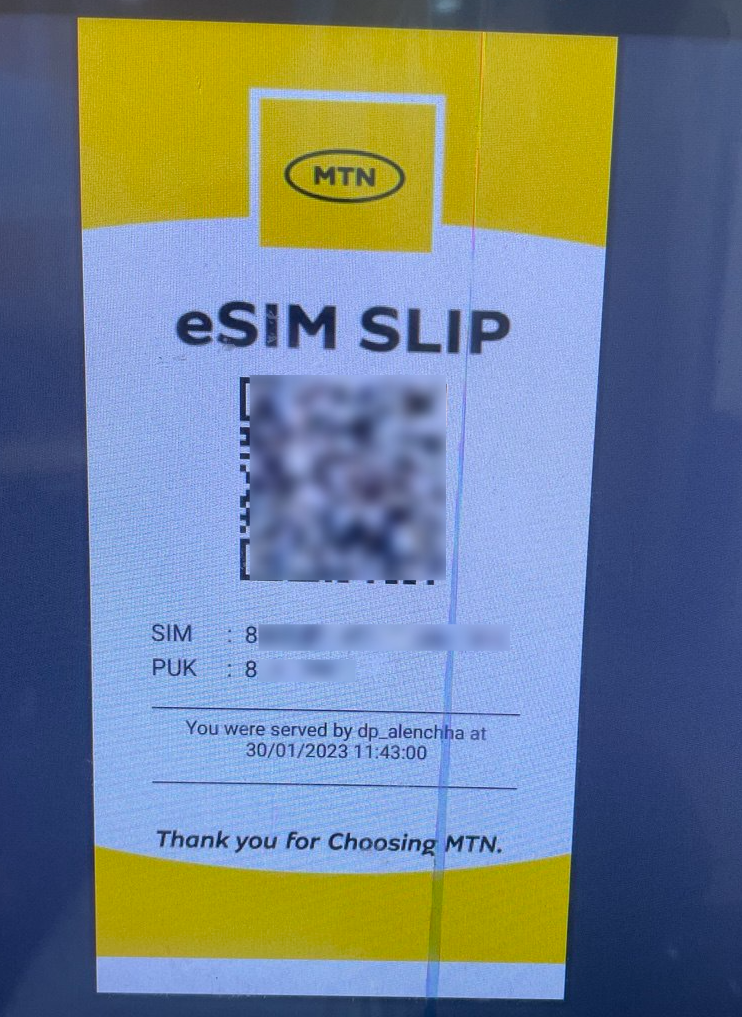 MTN
eSIM SLIP
SIM : 8
PUK : 8
You were served by dp_alenchha at
30/01/2023 11:43:00
Thank you for Choosing MTN.